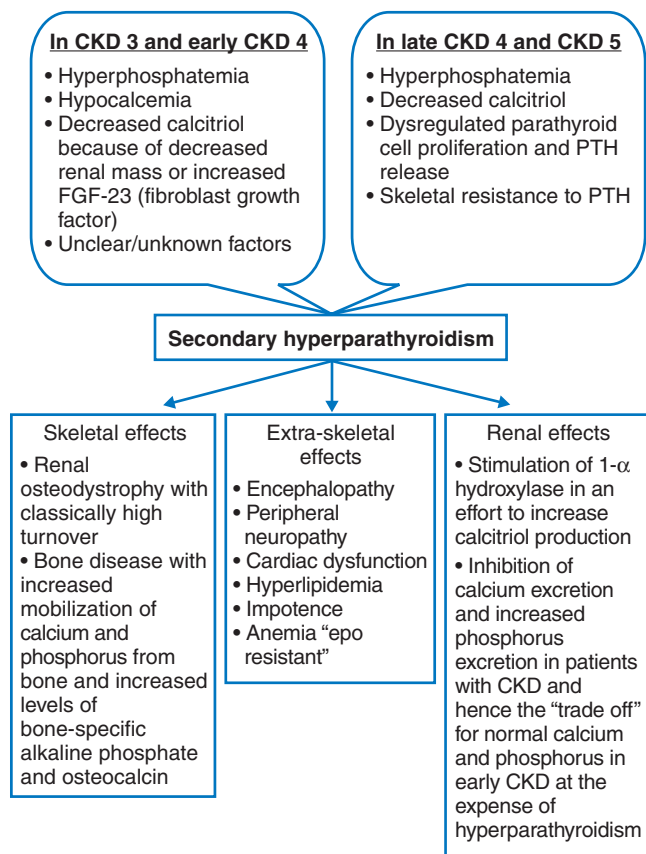 In CKD 3 and early CKD 4
• Hyperphosphatemia
• Hypocalcemia
• Decreased calcitriol
because of decreased
renal mass or increased
FGF-23 (fibroblast growth
factor)
• Unclear/unknown factors
In late CKD 4 and CKD 5
• Hyperphosphatemia
• Decreased calcitriol
• Dysregulated parathyroid
cell proliferation and PTH
release
• Skeletal resistance to PTH
Secondary hyperparathyroidism
Skeletal effects
• Renal
osteodystrophy with
classically high
turnover
• Bone disease with
increased
mobilization of
calcium and
phosphorus from
bone and increased
levels of
bone-specific
alkaline phosphate
and osteocalcin
Extra-skeletal
effects
• Encephalopathy
• Peripheral
neuropathy
• Cardiac dysfunction
• Hyperlipidemia
• Impotence
• Anemia “epo
resistant”
Renal effects
• Stimulation of 1-α
hydroxylase in an
effort to increase
calcitriol production
• Inhibition of
calcium excretion
and increased
phosphorus
excretion in patients
with CKD and
hence the “trade off”
for normal calcium
and phosphorus in
early CKD at the
expense of
hyperparathyroidism